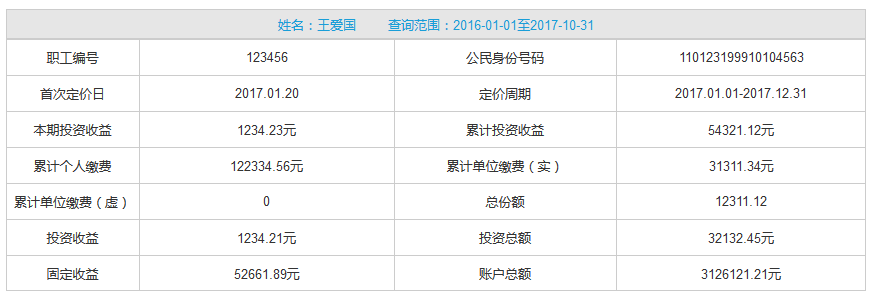 姓名：王爱国 查询范围：2016-01-01至2017-10-31
职工编号 123456 公民身份号码 110123199910104563
首次定价日 2017.01.20 定价周期 2017.01.01-2017.12.31
本期投资收益 1234.23元 累计投资收益 54321.12元
累计个人缴费 122334.56元 累计单位缴费（实） 31311.34元
累计单位缴费（虚） 0 总份额 12311.12
投资收益 1234.21元 投资总额 32132.45元
固定收益 52661.89元 账户总额 3126121.21元